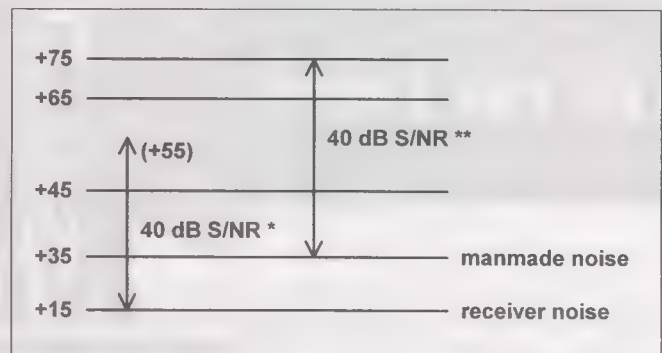 +75
+65
(+55)
40 dB S/NR **
+45
40 dB S/NR *
+35 manmade noise
+15 receiver noise